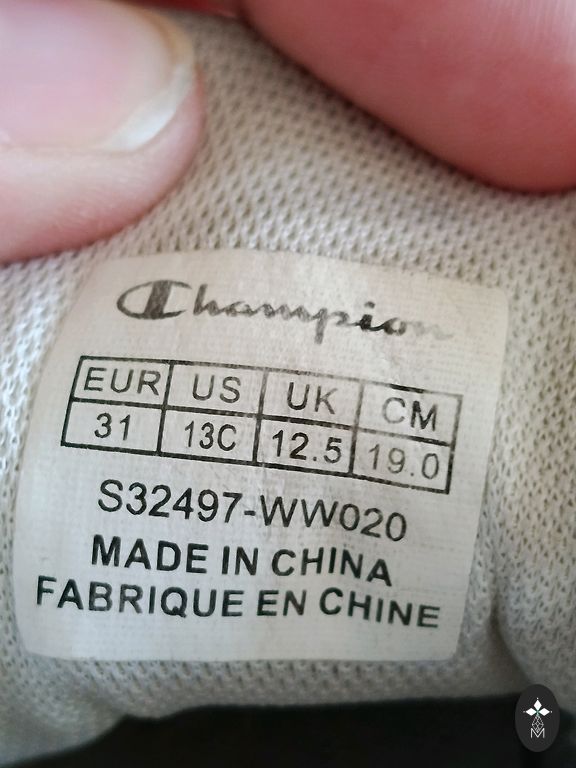 Champion
EUR US UK CM
31 13C 12.5 19.0
S32497-WW020
MADE IN CHINA
FABRIQUE EN CHINE
M